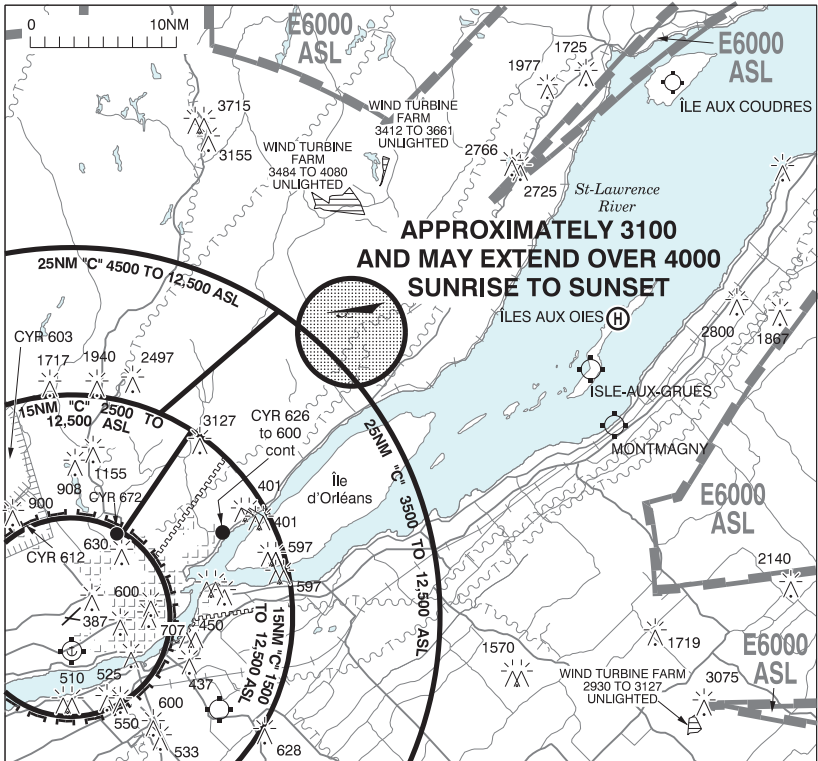 0
10NM
E6000
ASL
1725
1977
E6000
ASL
ÎLE AUX COUDRES
3715
3155
WIND TURBINE
FARM
3412 TO 3661
UNLIGHTED
WIND TURBINE
FARM
3484 TO 4080
UNLIGHTED
2766
2725
St-Lawrence
River
APPROXIMATELY 3100
AND MAY EXTEND OVER 4000
SUNRISE TO SUNSET
25NM "C" 4500 TO 12,500 ASL
ÎLES AUX OIES
H
CYR 603
1717
1940
2497
2800
1867
ISLE-AUX-GRUES
15NM "C" 2500 TO
12,500 ASL
3127
CYR 626
to 600
cont
25NM "C" 3500 TO 12,500 ASL
MONTMAGNY
1155
908
CYR 672
900
401
Île
d'Orléans
401
E6000
ASL
630
CYR 612
597
597
2140
600
387
707
450
15NM "C" 1500
TO 12,500 ASL
1570
1719
510
525
437
WIND TURBINE FARM
2930 TO 3127
UNLIGHTED
E6000
ASL
3075
600
550
533
628